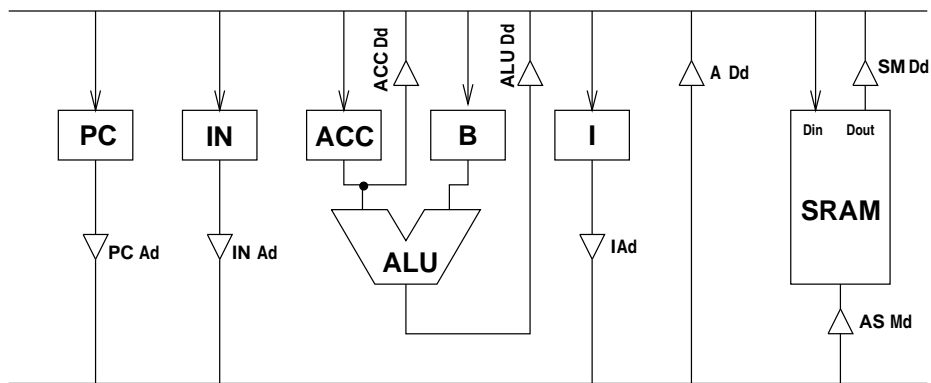 ACC Dd
ALU Dd
A Dd
SM Dd
PC
IN
ACC
B
I
Din Dout
SRAM
PC Ad
IN Ad
ALU
I Ad
AS Md